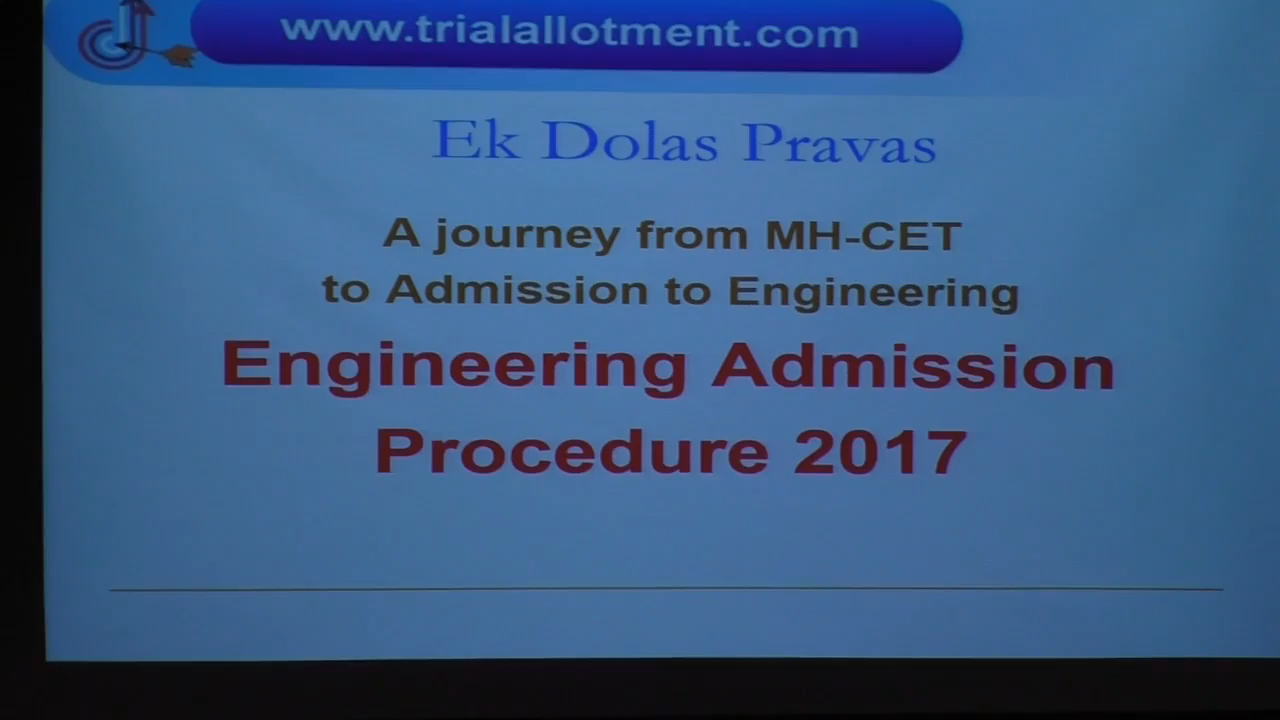 www.trialallotment.com
Ek Dolas Pravas
A journey from MH-CET
to Admission to Engineering
Engineering Admission
Procedure 2017